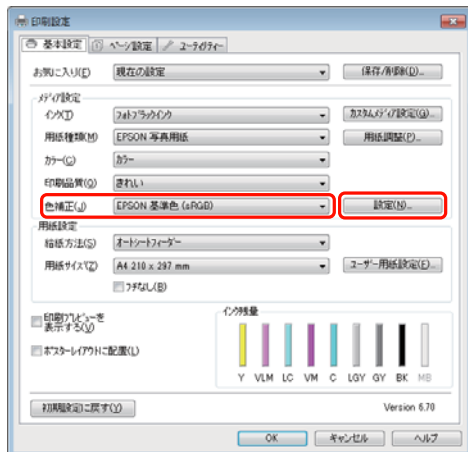 印刷設定
基本設定 ページ設定 ユーティリティー
お気に入り(F) 現在の設定 保存/削除(D)...
メディア設定
インク(T) フォトブラックインク カスタムメディア設定(G)...
用紙種類(M) EPSON 写真用紙 用紙調整(P)...
カラー(C) カラー
印刷品質(Q) きれい
色補正(J) EPSON 基準色 (sRGB) 設定(N)...
用紙設定
給紙方法(S) オートシートフィーダー
用紙サイズ(Z) A4 210 x 297 mm ユーザー用紙設定(E)...
フチなし(B)
印刷プレビューを
表示する(V)
ポスターレイアウトに配置(L)
インク残量
Y VLM LC VM C LGY GY BK MB
初期設定に戻す(Y) Version 6.70
OK キャンセル ヘルプ